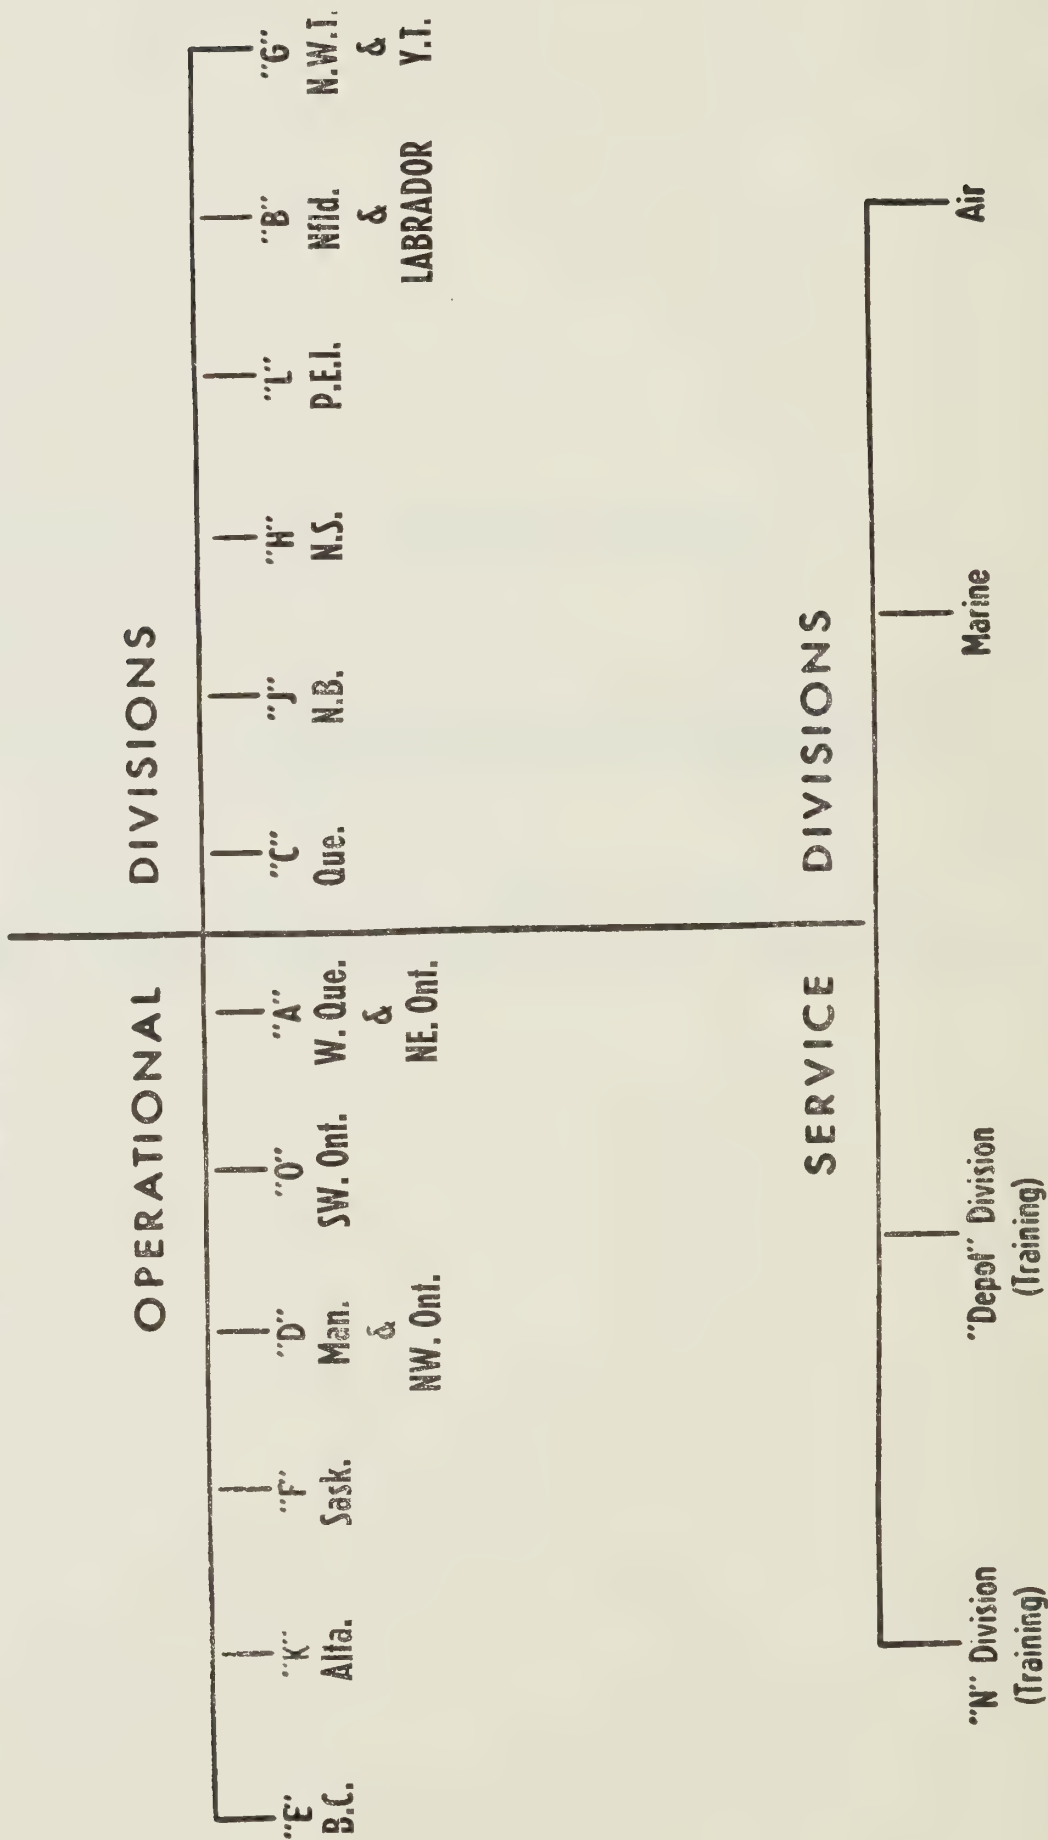 OPERATIONAL DIVISIONS
"E"
B.C.
"K"
Alta.
"F"
Sask.
"D"
Man.
&
NW. Ont.
"O"
SW. Ont.
"A"
W. Que.
&
NE. Ont.
"C"
Que.
"J"
N.B.
"H"
N.S.
"L"
P.E.I.
"B"
Nfld.
&
LABRADOR
"G"
N.W.T.
&
Y.T.
SERVICE DIVISIONS
"N" Division
(Training)
"Depot" Division
(Training)
Marine
Air